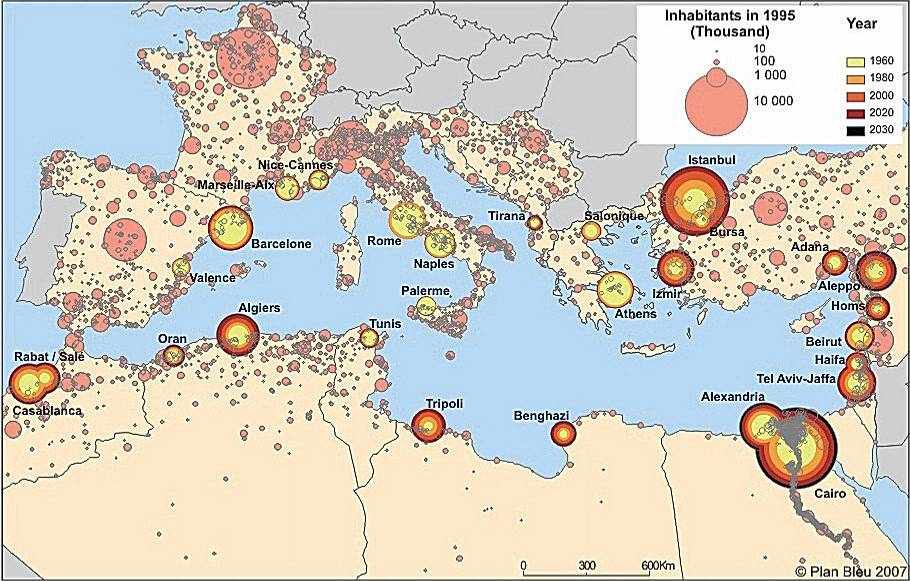 Inhabitants in 1995
(Thousand)
10
100
1 000
10 000
Year
1960
1980
2000
2020
2030
Istanbul
Nice-Cannes
Marseille-Aix
Tirana
Salonique
Bursa
Barcelone
Rome
Naples
Adana
Valence
Aleppo
Izmir
Palerme
Homs
Algiers
Athens
Tunis
Oran
Beirut
Rabat / Salé
Haifa
Tel Aviv-Jaffa
Casablanca
Tripoli
Benghazi
Alexandria
Cairo
0 300 600Km
© Plan Bleu 2007